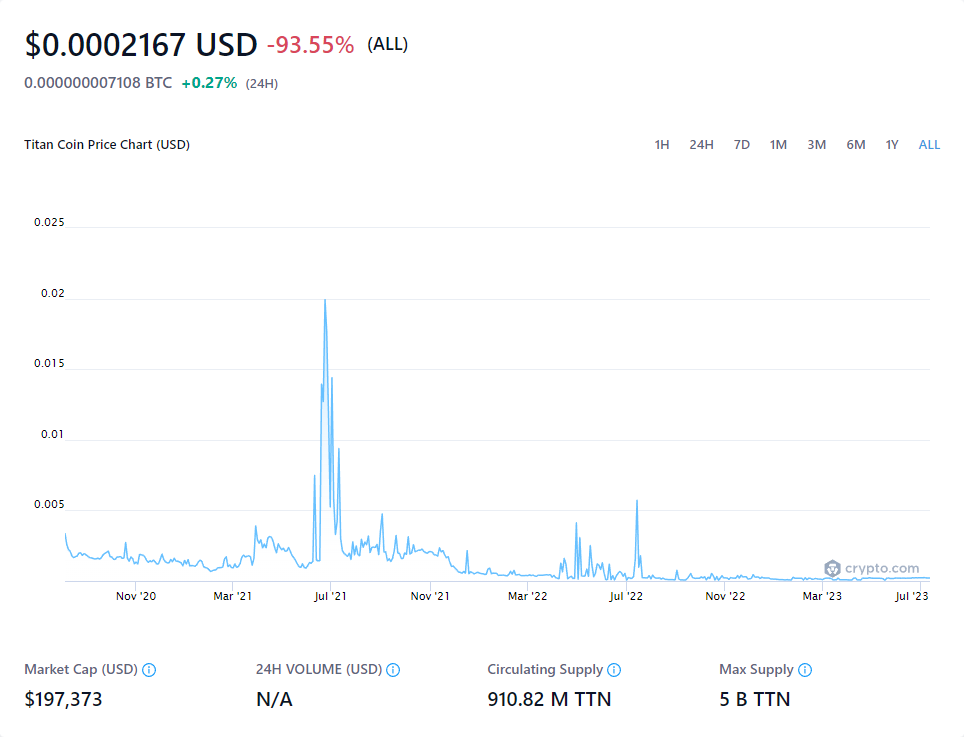 $0.0002167 USD -93.55% (ALL)
0.000000007108 BTC +0.27% (24H)
Titan Coin Price Chart (USD) 1H 24H 7D 1M 3M 6M 1Y ALL
0.025
0.02
0.015
0.01
0.005
crypto.com
Nov '20 Mar '21 Jul '21 Nov '21 Mar '22 Jul '22 Nov '22 Mar '23 Jul '23
Market Cap (USD) 24H VOLUME (USD) Circulating Supply Max Supply
$197,373 N/A 910.82 M TTN 5 B TTN